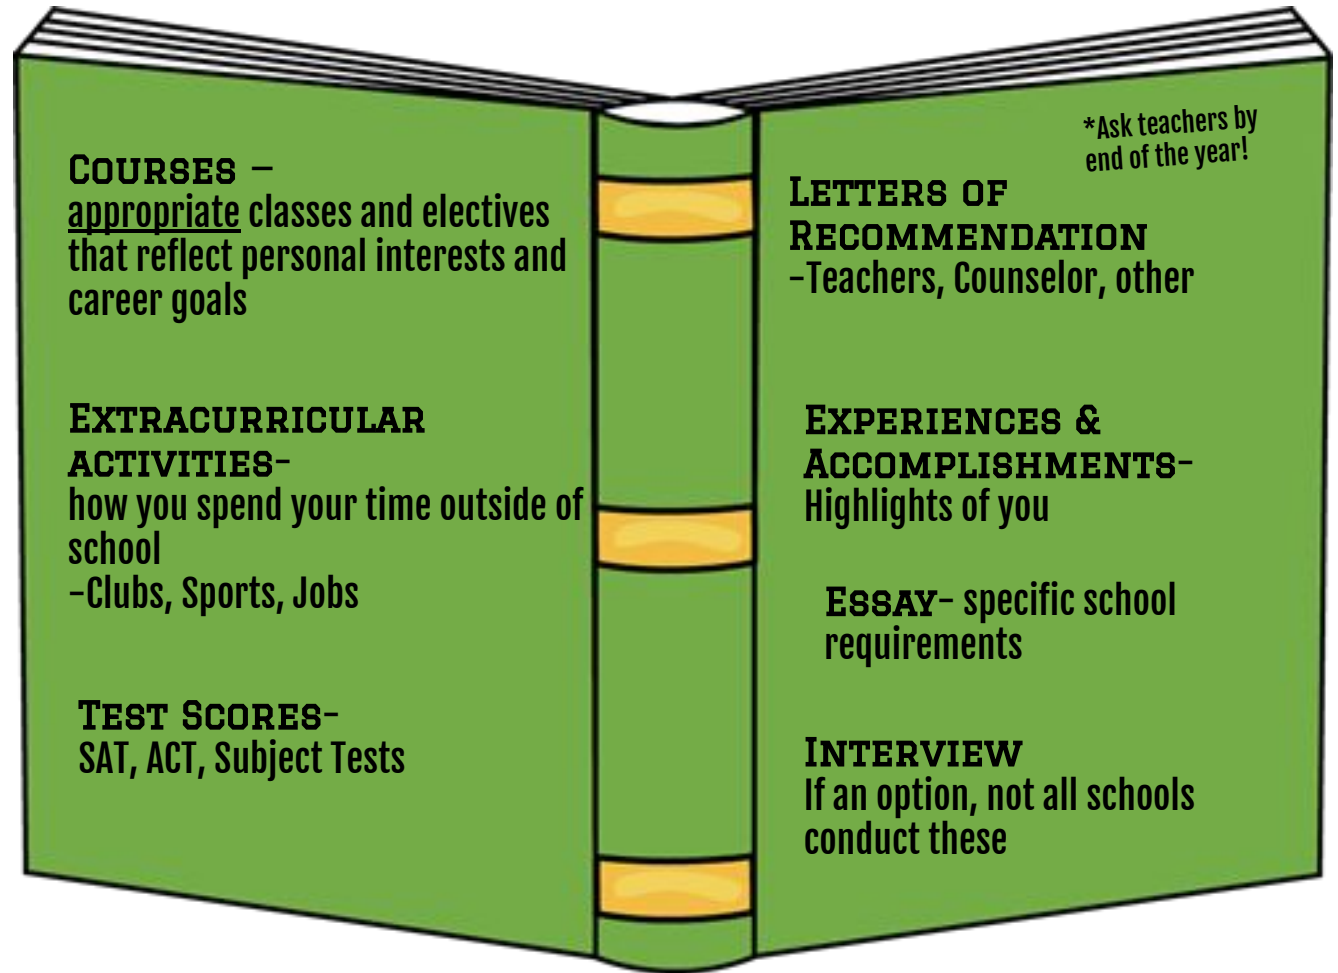 Courses –
appropriate classes and electives
that reflect personal interests and
career goals
Extracurricular
activities-
how you spend your time outside of
school
-Clubs, Sports, Jobs
Test Scores-
SAT, ACT, Subject Tests
*Ask teachers by
end of the year!
Letters of
Recommendation
-Teachers, Counselor, other
Experiences &
Accomplishments-
Highlights of you
Essay- specific school
requirements
Interview
If an option, not all schools
conduct these